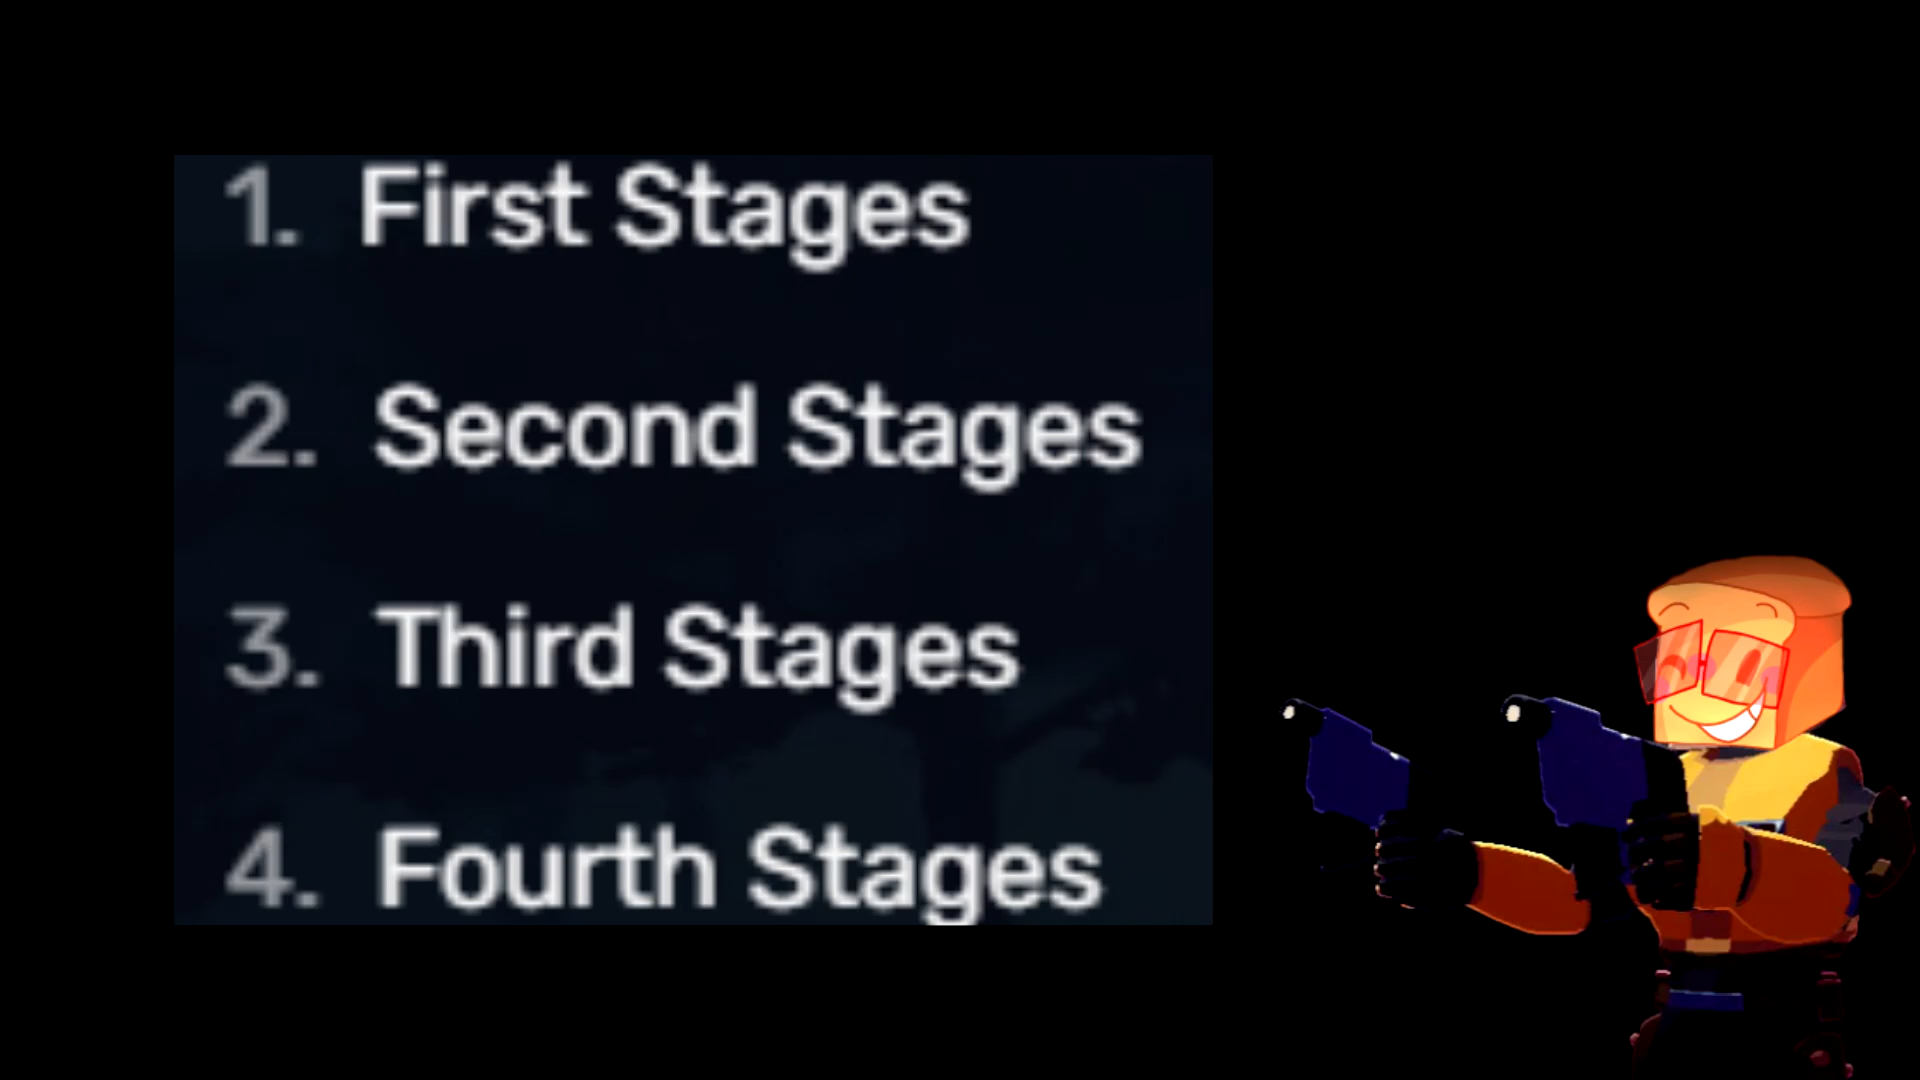 1. First Stages
2. Second Stages
3. Third Stages
4. Fourth Stages